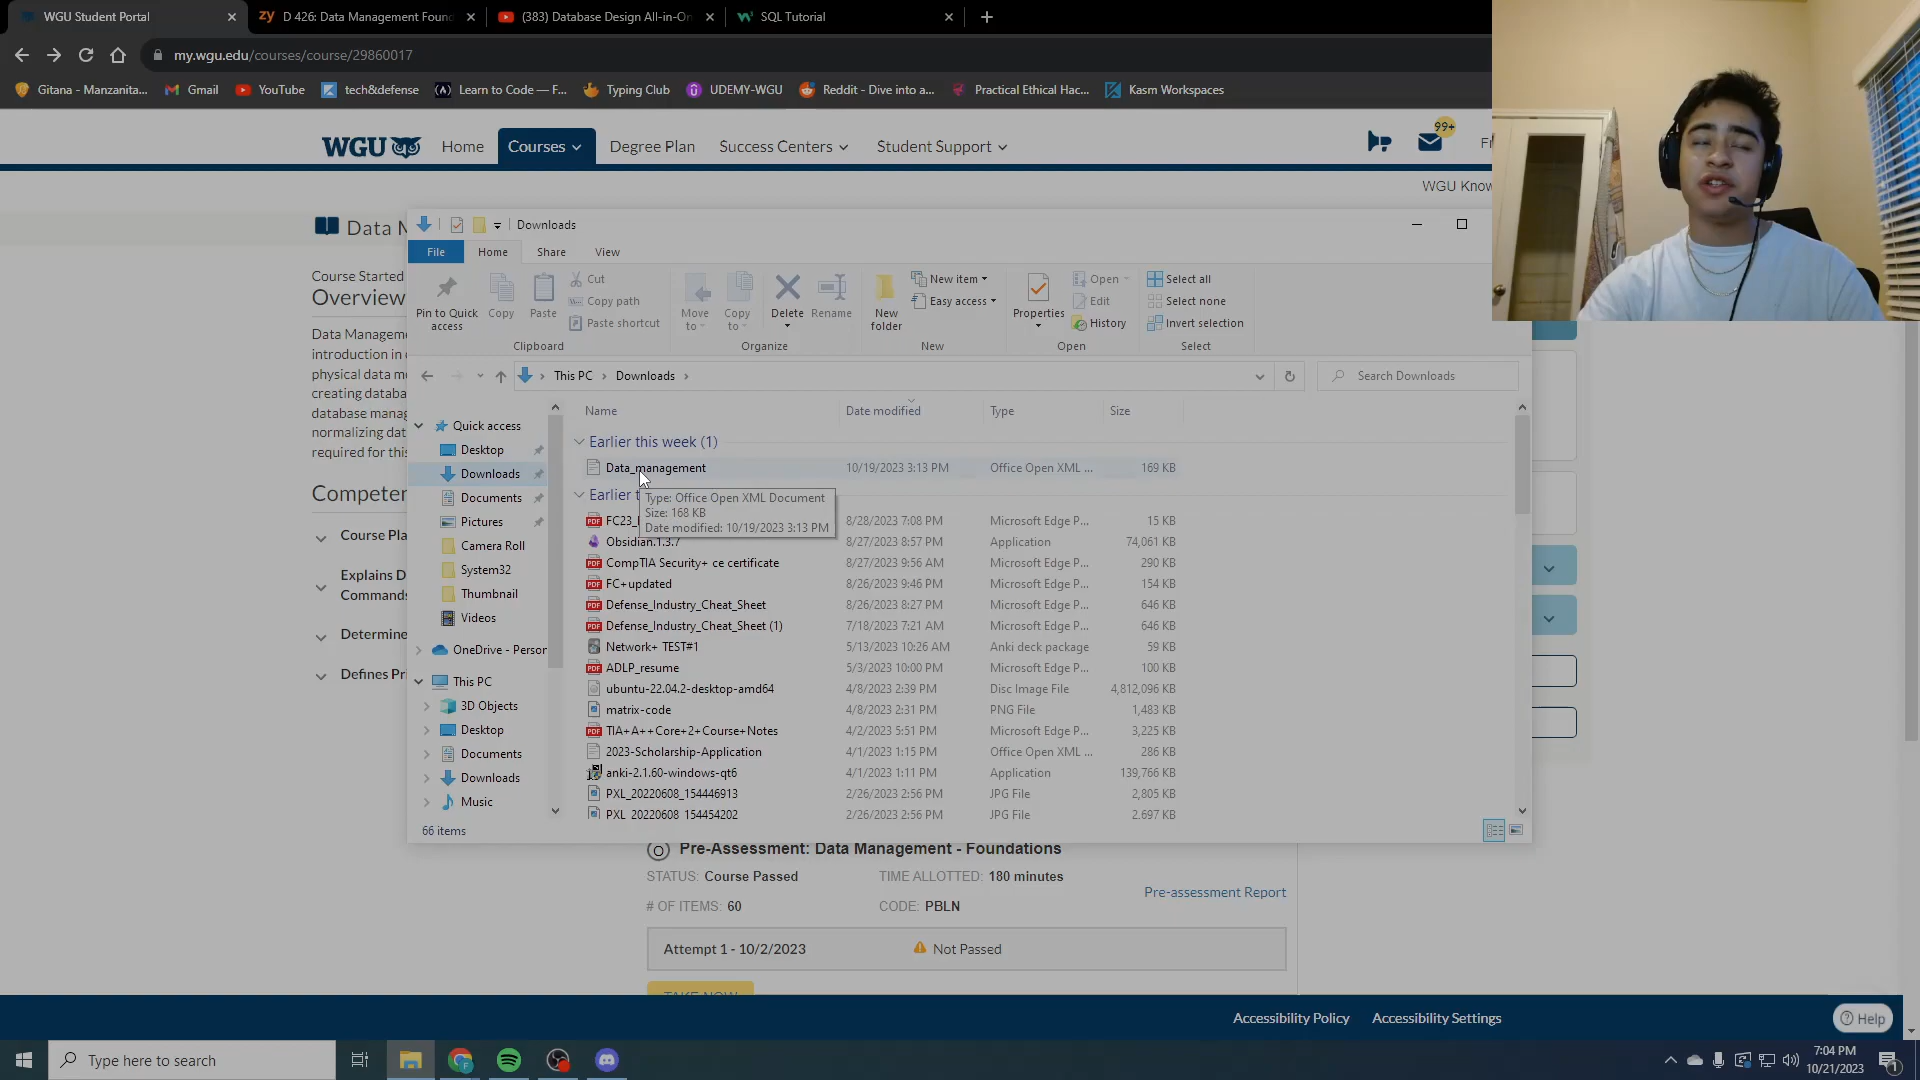 WGU Student Portal
zy D 426: Data Management Foun
(383) Database Design All-in-On
SQL Tutorial
my.wgu.edu/courses/course/29860017
Gitana - Manzanita...
Gmail
YouTube
tech&defense
Learn to Code — F...
Typing Club
UDEMY-WGU
Reddit - Dive into a...
Practical Ethical Hac...
Kasm Workspaces
WGU
Home
Courses
Degree Plan
Success Centers
Student Support
99+
WGU Know
Data M
Course Started
Overview
Data Manageme
introduction in
physical data mo
creating databa
database manag
normalizing dat
required for this
Competen
Course Pla
Explains D
Commands
Determine
Defines Pri
Downloads
File
Home
Share
View
Pin to Quick
access
Copy
Paste
Cut
Copy path
Paste shortcut
Clipboard
Move
to
Copy
to
Delete
Rename
Organize
New
folder
New item
Easy access
New
Properties
Open
Edit
History
Open
Select all
Select none
Invert selection
Select
This PC
Downloads
Search Downloads
Quick access
Desktop
Downloads
Documents
Pictures
Camera Roll
System32
Thumbnail
Videos
OneDrive - Person
This PC
3D Objects
Desktop
Documents
Downloads
Music
66 items
Name Date modified Type Size
Earlier this week (1)
Data_management 10/19/2023 3:13 PM Office Open XML ... 169 KB
Earlier t
Type: Office Open XML Document
Size: 168 KB
Date modified: 10/19/2023 3:13 PM
FC23_ 8/28/2023 7:08 PM Microsoft Edge P... 15 KB
Obsidian.1.3.7 8/27/2023 8:57 PM Application 74,061 KB
CompTIA Security+ ce certificate 8/27/2023 9:56 AM Microsoft Edge P... 290 KB
FC+updated 8/26/2023 9:46 PM Microsoft Edge P... 154 KB
Defense_Industry_Cheat_Sheet 8/26/2023 8:27 PM Microsoft Edge P... 646 KB
Defense_Industry_Cheat_Sheet (1) 7/18/2023 7:21 AM Microsoft Edge P... 646 KB
Network+ TEST#1 5/13/2023 10:26 AM Anki deck package 59 KB
ADLP_resume 5/3/2023 10:00 PM Microsoft Edge P... 100 KB
ubuntu-22.04.2-desktop-amd64 4/8/2023 2:39 PM Disc Image File 4,812,096 KB
matrix-code 4/8/2023 2:31 PM PNG File 1,483 KB
TIA+A++Core+2+Course+Notes 4/2/2023 5:51 PM Microsoft Edge P... 3,225 KB
2023-Scholarship-Application 4/1/2023 1:15 PM Office Open XML ... 286 KB
anki-2.1.60-windows-qt6 4/1/2023 1:11 PM Application 139,766 KB
PXL_20220608_154446913 2/26/2023 2:56 PM JPG File 2,805 KB
PXL_20220608_154454202 2/26/2023 2:56 PM JPG File 2,697 KB
Pre-Assessment: Data Management - Foundations
STATUS: Course Passed
TIME ALLOTTED: 180 minutes
Pre-assessment Report
# OF ITEMS: 60
CODE: PBLN
Attempt 1 - 10/2/2023
Not Passed
TAKE NOW
Accessibility Policy
Accessibility Settings
Help
Type here to search
7:04 PM
10/21/2023
1